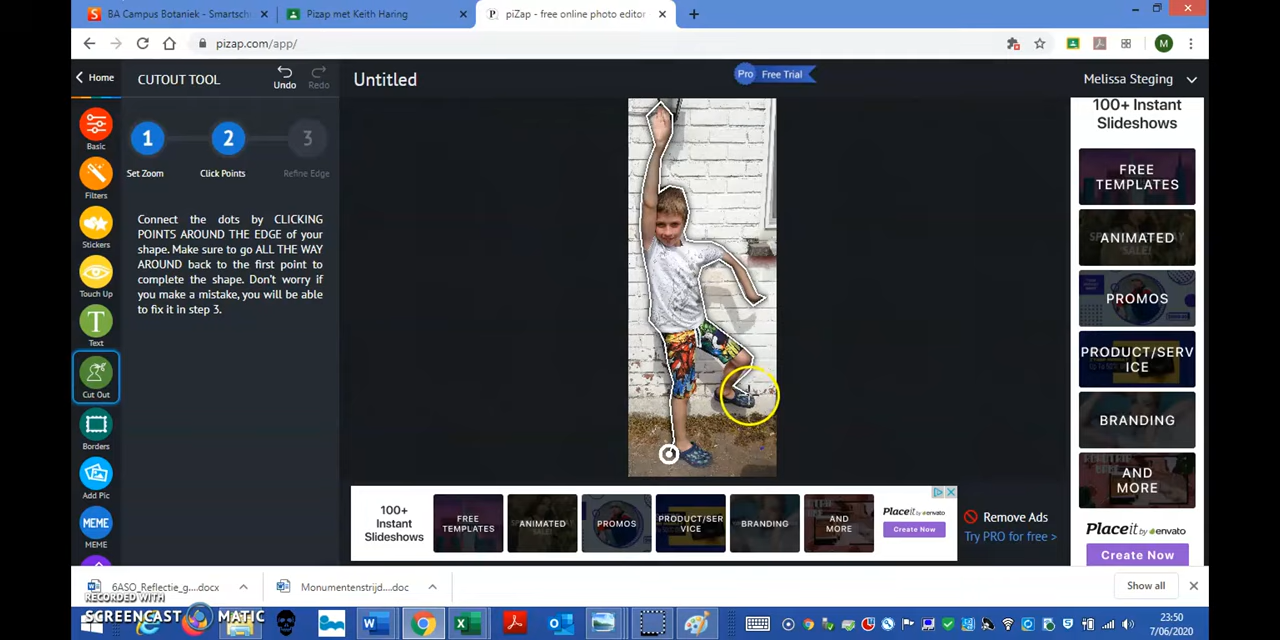 BA Campus Botaniek - Smartsch
Pizap met Keith Haring
piZap - free online photo editor
pizap.com/app/
M
Home
CUTOUT TOOL
Undo
Redo
Untitled
Pro Free Trial
Melissa Steging
Basic
Filters
Stickers
Touch Up
T
Text
Cut Out
Borders
Add Pic
MEME
MEME
1
2
3
Set Zoom
Click Points
Refine Edge
Connect the dots by CLICKING
POINTS AROUND THE EDGE of your
shape. Make sure to go ALL THE WAY
AROUND back to the first point to
complete the shape. Don't worry if
you make a mistake, you will be able
to fix it in step 3.
100+ Instant
Slideshows
FREE
TEMPLATES
ANIMATED
PROMOS
PRODUCT/SERV
ICE
BRANDING
AND
MORE
Placeit by envato
Create Now
100+
Instant
Slideshows
FREE
TEMPLATES
ANIMATED
PROMOS
PRODUCT/SER
VICE
BRANDING
AND
MORE
Placeit by envato
Create Now
Remove Ads
Try PRO for free >
6ASO_Reflectie_g....docx
Monumentenstrijd....doc
Show all
RECORDED WITH
SCREENCAST MATIC
23:50
7/06/2020